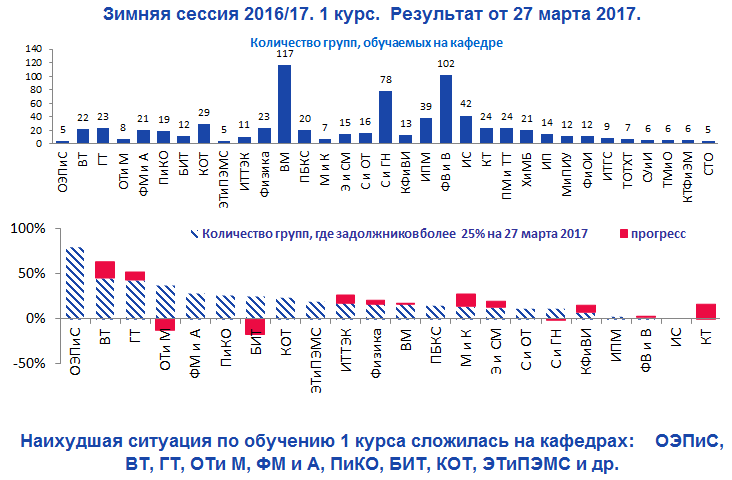 Зимняя сессия 2016/17. 1 курс. Результат от 27 марта 2017.
Количество групп, обучаемых на кафедре
140
120
100
80
60
40
20
0
5 22 23 8 21 19 12 29 5 11 23 117 20 7 15 16 78 13 39 102 42 24 24 21 14 12 12 9 7 6 6 6 5
ОЭПиС ВТ ГТ ОТи М ФМ и А ПиКО БИТ КОТ ЭТиПЭМС ИТТЭК Физика ВМ ПБКС М и К Э и СМ С и ОТ С и ГН КФиВИ ИПМ ФВ и В ИС КТ ПМ и ТТ ХиМБ ИП МиПИУ ФиОИ ИТГС ТОТХТ СУиИ ТМиО КТФиЭМ СТО
Количество групп, где задолжников более 25% на 27 марта 2017 прогресс
100%
50%
0%
-50%
ОЭПиС ВТ ГТ ОТи М ФМ и А ПиКО БИТ КОТ ЭТиПЭМС ИТТЭК Физика ВМ ПБКС М и К Э и СМ С и ОТ С и ГН КФиВИ ИПМ ФВ и В ИС КТ
Наихудшая ситуация по обучению 1 курса сложилась на кафедрах: ОЭПиС,
ВТ, ГТ, ОТи М, ФМ и А, ПиКО, БИТ, КОТ, ЭТиПЭМС и др.